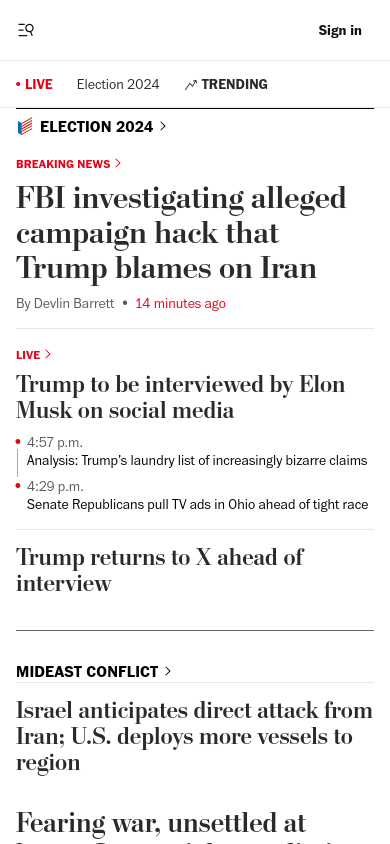 Sign in
LIVE Election 2024 TRENDING
ELECTION 2024
BREAKING NEWS
FBI investigating alleged
campaign hack that
Trump blames on Iran
By Devlin Barrett • 14 minutes ago
LIVE
Trump to be interviewed by Elon
Musk on social media
4:57 p.m.
Analysis: Trump’s laundry list of increasingly bizarre claims
4:29 p.m.
Senate Republicans pull TV ads in Ohio ahead of tight race
Trump returns to X ahead of
interview
MIDEAST CONFLICT
Israel anticipates direct attack from
Iran; U.S. deploys more vessels to
region
Fearing war, unsettled at